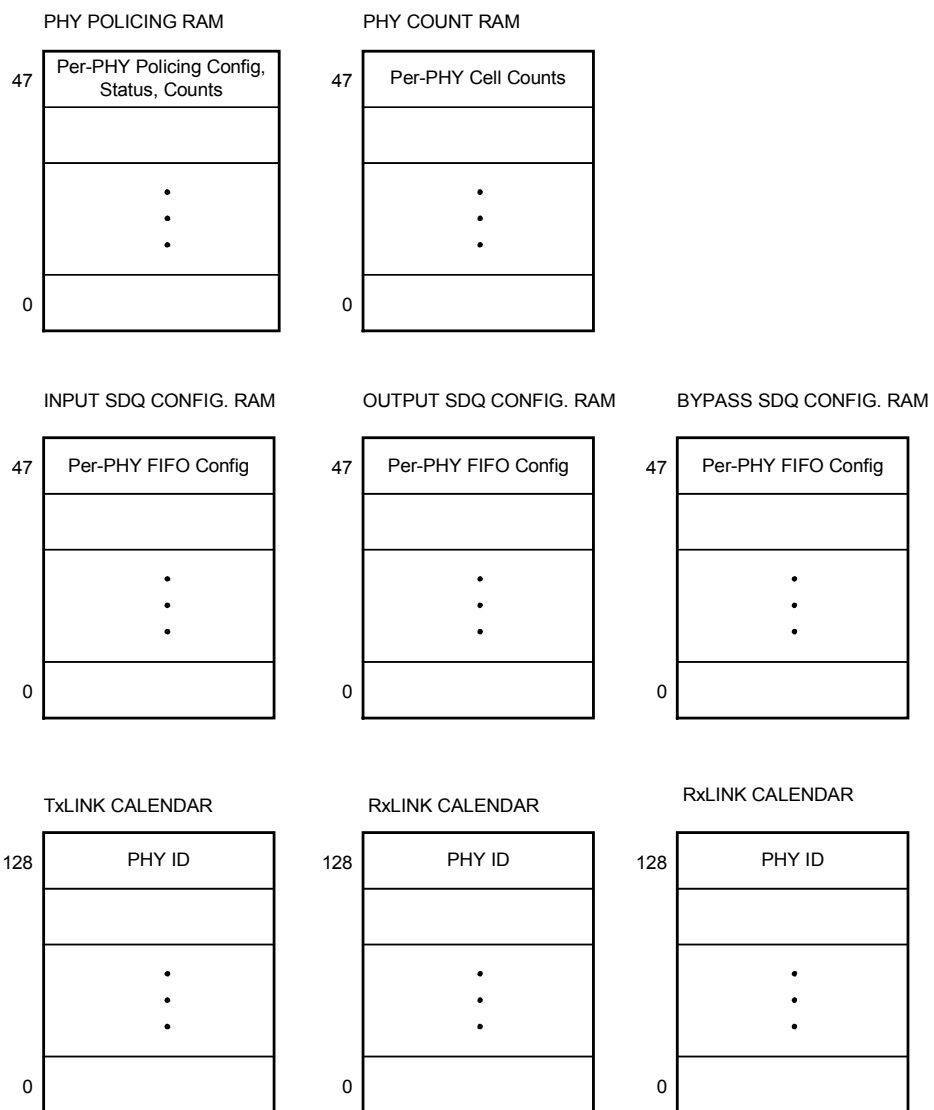 PHY POLICING RAM
PHY COUNT RAM
47
Per-PHY Policing Config,
Status, Counts
47
Per-PHY Cell Counts
0
0
INPUT SDQ CONFIG. RAM
OUTPUT SDQ CONFIG. RAM
BYPASS SDQ CONFIG. RAM
47
Per-PHY FIFO Config
47
Per-PHY FIFO Config
47
Per-PHY FIFO Config
0
0
0
TxLINK CALENDAR
RxLINK CALENDAR
RxLINK CALENDAR
128
PHY ID
128
PHY ID
128
PHY ID
0
0
0